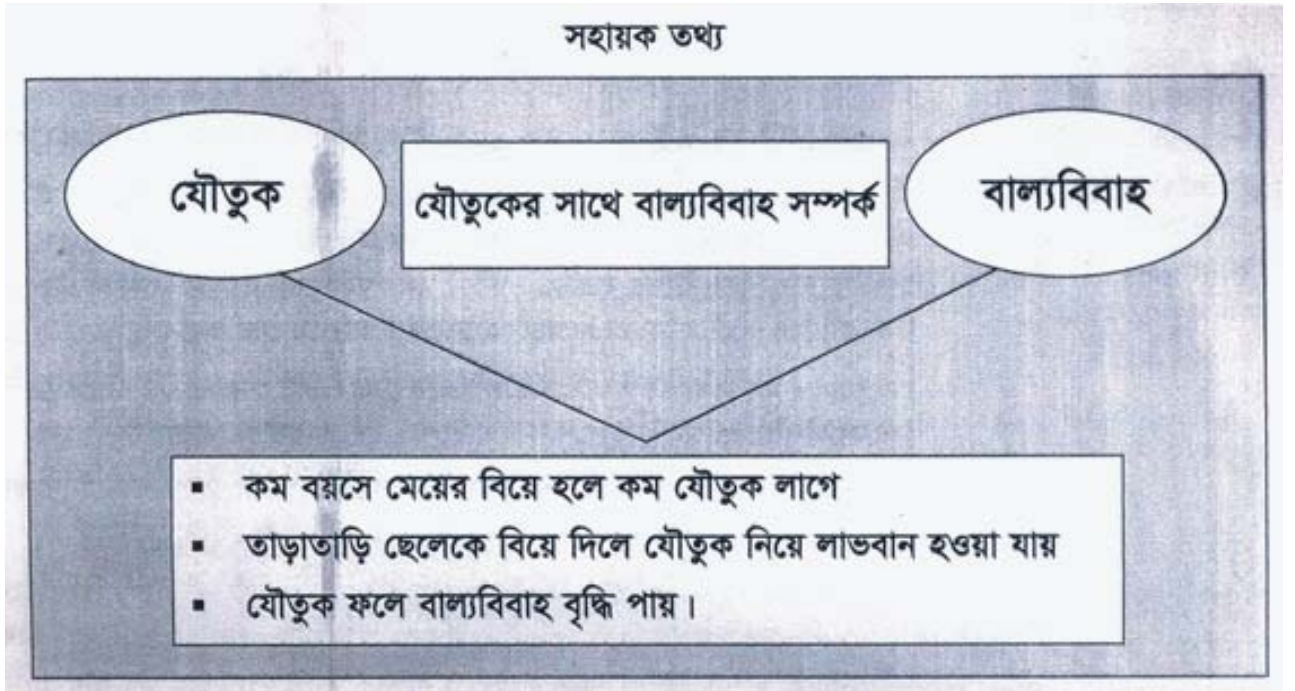 সহায়ক তথ্য
যৌতুক
যৌতুকের সাথে বাল্যবিবাহ সম্পর্ক
বাল্যবিবাহ
▪ কম বয়সে মেয়ের বিয়ে হলে কম যৌতুক লাগে
▪ তাড়াতাড়ি ছেলেকে বিয়ে দিলে যৌতুক নিয়ে লাভবান হওয়া যায়
▪ যৌতুক ফলে বাল্যবিবাহ বৃদ্ধি পায়।